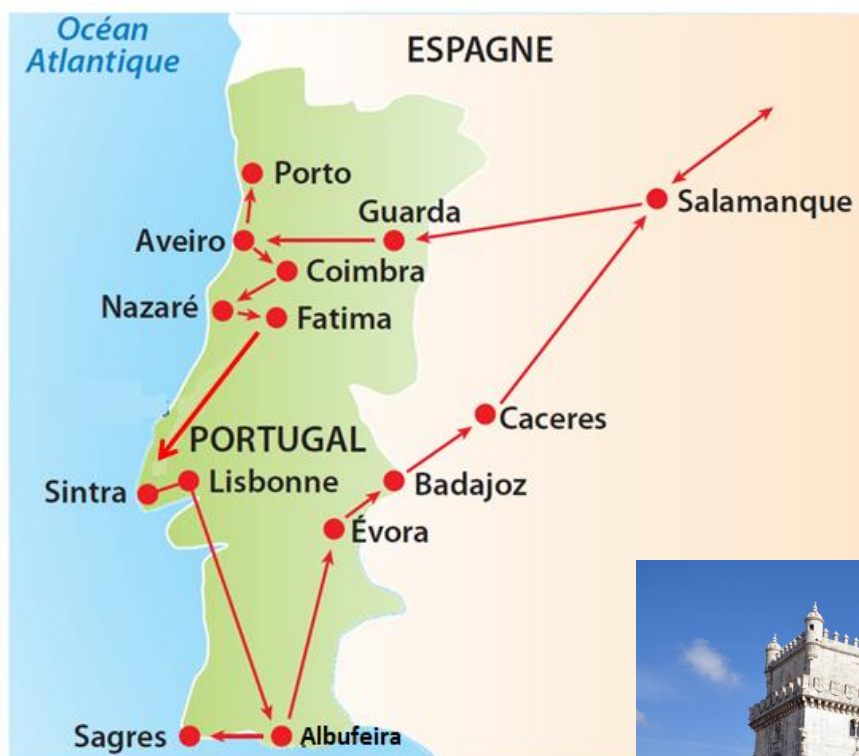 Océan
Atlantique
ESPAGNE
Porto
Guarda
Salamanque
Aveiro
Coimbra
Nazaré
Fatima
Caceres
PORTUGAL
Lisbonne
Badajoz
Sintra
Évora
Sagres
Albufeira